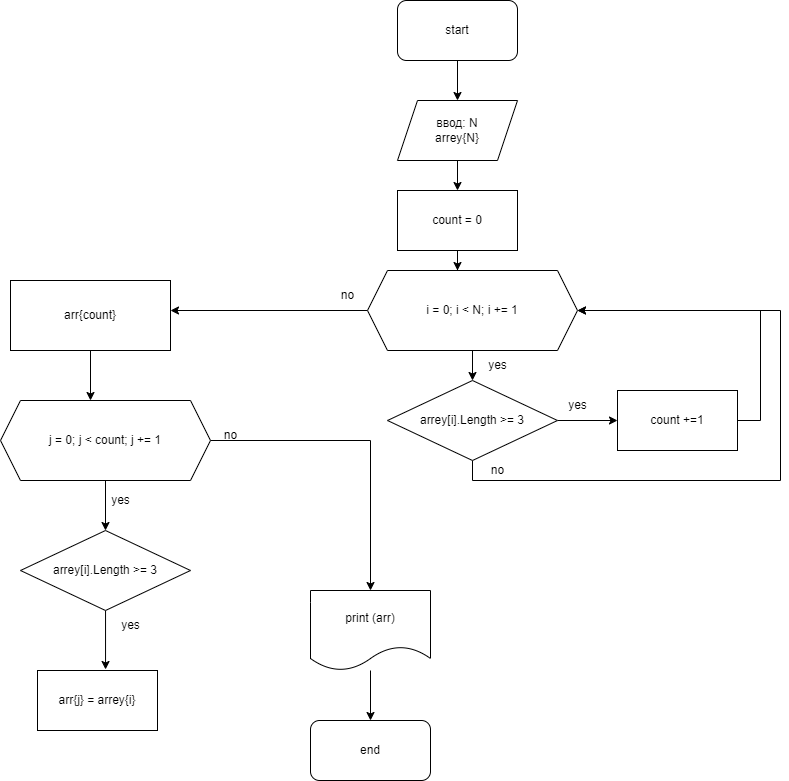 start
ввод: N
arrey{N}
count = 0
i = 0; i < N; i += 1
no
arr{count}
yes
arrey[i].Length >= 3
yes
count +=1
no
j = 0; j < count; j += 1
no
yes
arrey[i].Length >= 3
yes
arr{j} = arrey{i}
print (arr)
end